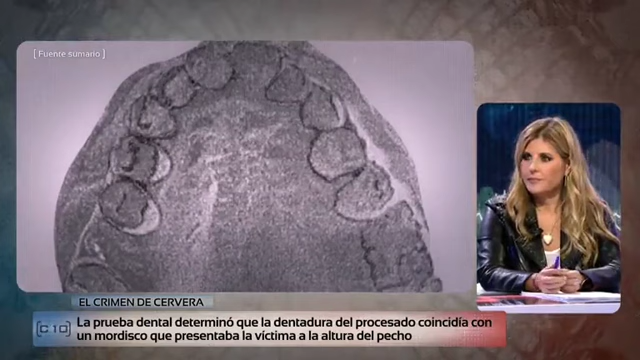 [ Fuente sumario ]
EL CRIMEN DE CERVERA
[C10]
La prueba dental determinó que la dentadura del procesado coincidía con
un mordisco que presentaba la víctima a la altura del pecho